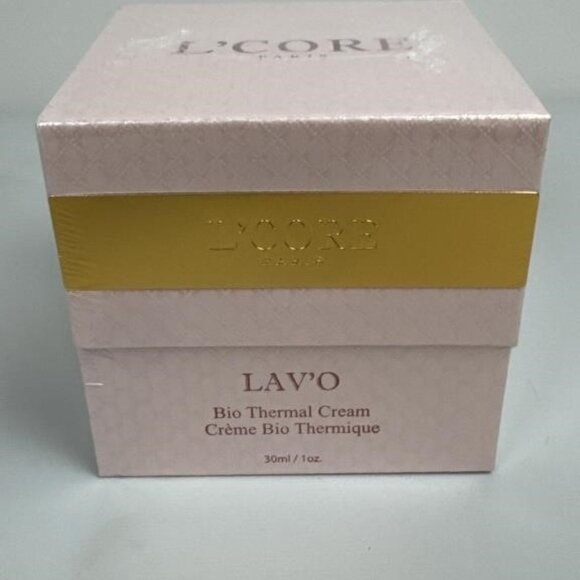 L'CORE
PARIS
L'CORE
PARIS
LAV'O
Bio Thermal Cream
Crème Bio Thermique
30ml / 1oz.